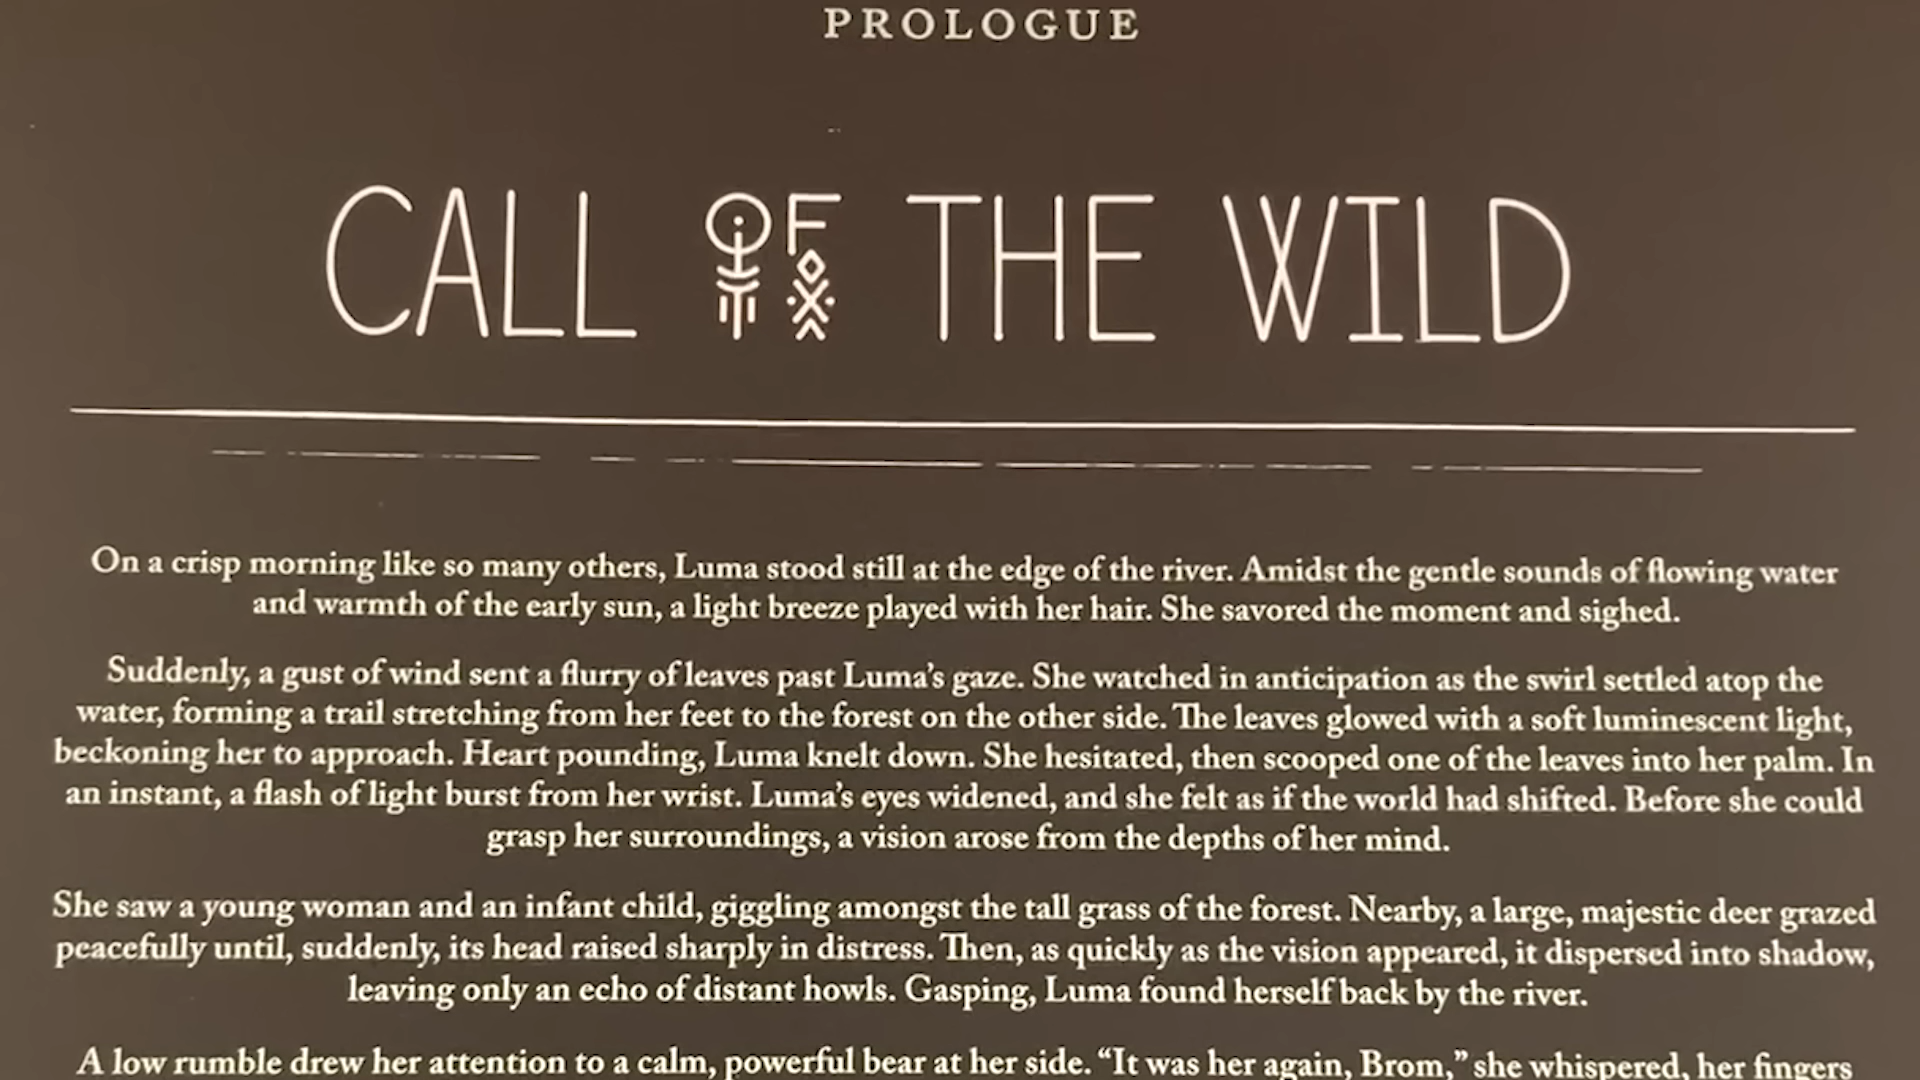 PROLOGUE
CALL OF THE WILD
On a crisp morning like so many others, Luma stood still at the edge of the river. Amidst the gentle sounds of flowing water
and warmth of the early sun, a light breeze played with her hair. She savored the moment and sighed.
Suddenly, a gust of wind sent a flurry of leaves past Luma’s gaze. She watched in anticipation as the swirl settled atop the
water, forming a trail stretching from her feet to the forest on the other side. The leaves glowed with a soft luminescent light,
beckoning her to approach. Heart pounding, Luma knelt down. She hesitated, then scooped one of the leaves into her palm. In
an instant, a flash of light burst from her wrist. Luma’s eyes widened, and she felt as if the world had shifted. Before she could
grasp her surroundings, a vision arose from the depths of her mind.
She saw a young woman and an infant child, giggling amongst the tall grass of the forest. Nearby, a large, majestic deer grazed
peacefully until, suddenly, its head raised sharply in distress. Then, as quickly as the vision appeared, it dispersed into shadow,
leaving only an echo of distant howls. Gasping, Luma found herself back by the river.
A low rumble drew her attention to a calm, powerful bear at her side. “It was her again, Brom,” she whispered, her fingers